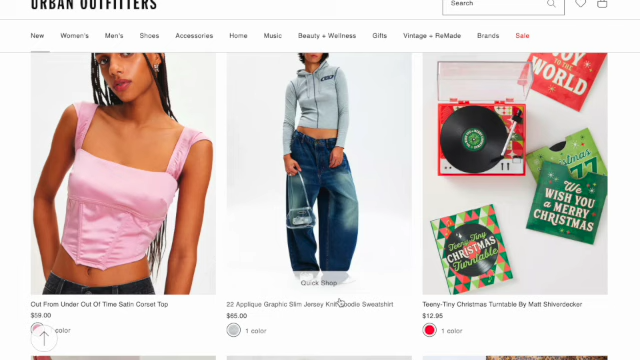 URBAN OUTFITTERS
Search
New Women's Men's Shoes Accessories Home Music Beauty + Wellness Gifts Vintage + ReMade Brands Sale
JOY
TO THE
WORLD
Christmas
We
WISH YOU
A MERRY
CHRISTMAS
Teeny-Tiny
CHRISTMAS
Turntable
Quick Shop
Out From Under Out Of Time Satin Corset Top
$59.00
color
22 Applique Graphic Slim Jersey Knit Hoodie Sweatshirt
$65.00
1 color
Teeny-Tiny Christmas Turntable By Matt Shiverdecker
$12.95
1 color